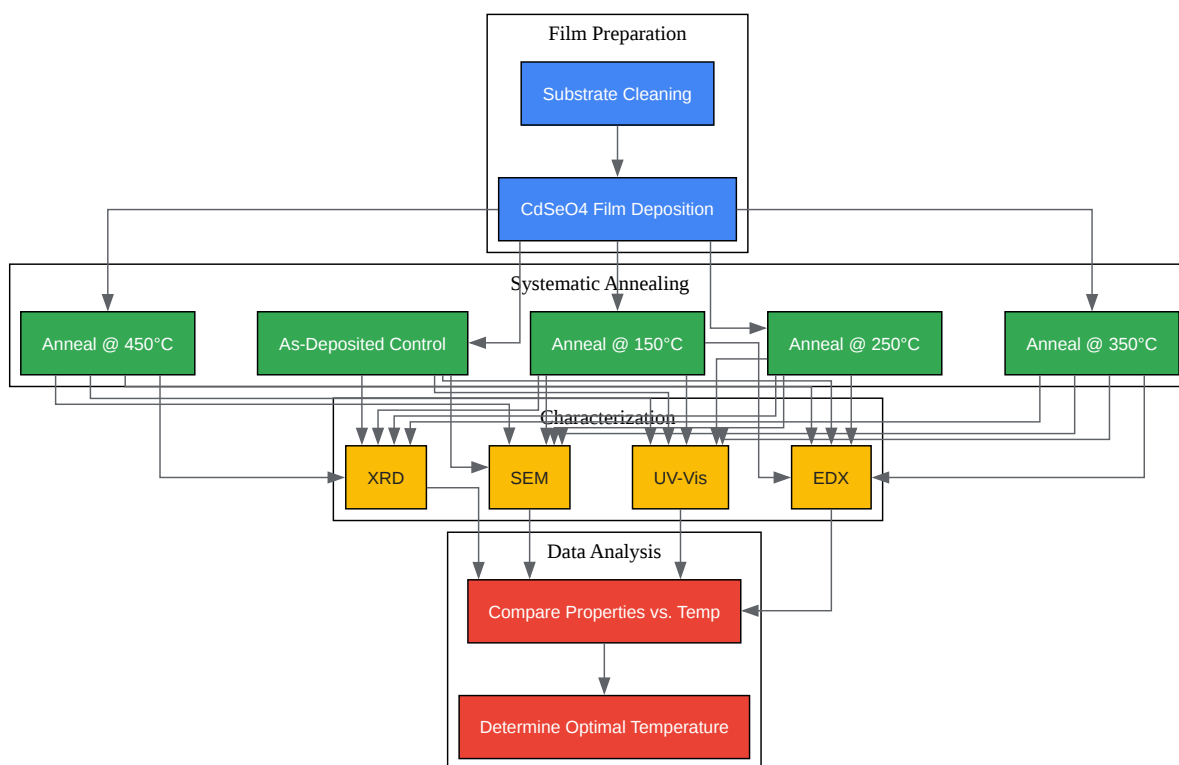 Film Preparation
Substrate Cleaning
CdSeO4 Film Deposition
Systematic Annealing
Anneal @ 450°C
As-Deposited Control
Anneal @ 150°C
Anneal @ 250°C
Anneal @ 350°C
Characterization
XRD
SEM
UV-Vis
EDX
Data Analysis
Compare Properties vs. Temp
Determine Optimal Temperature